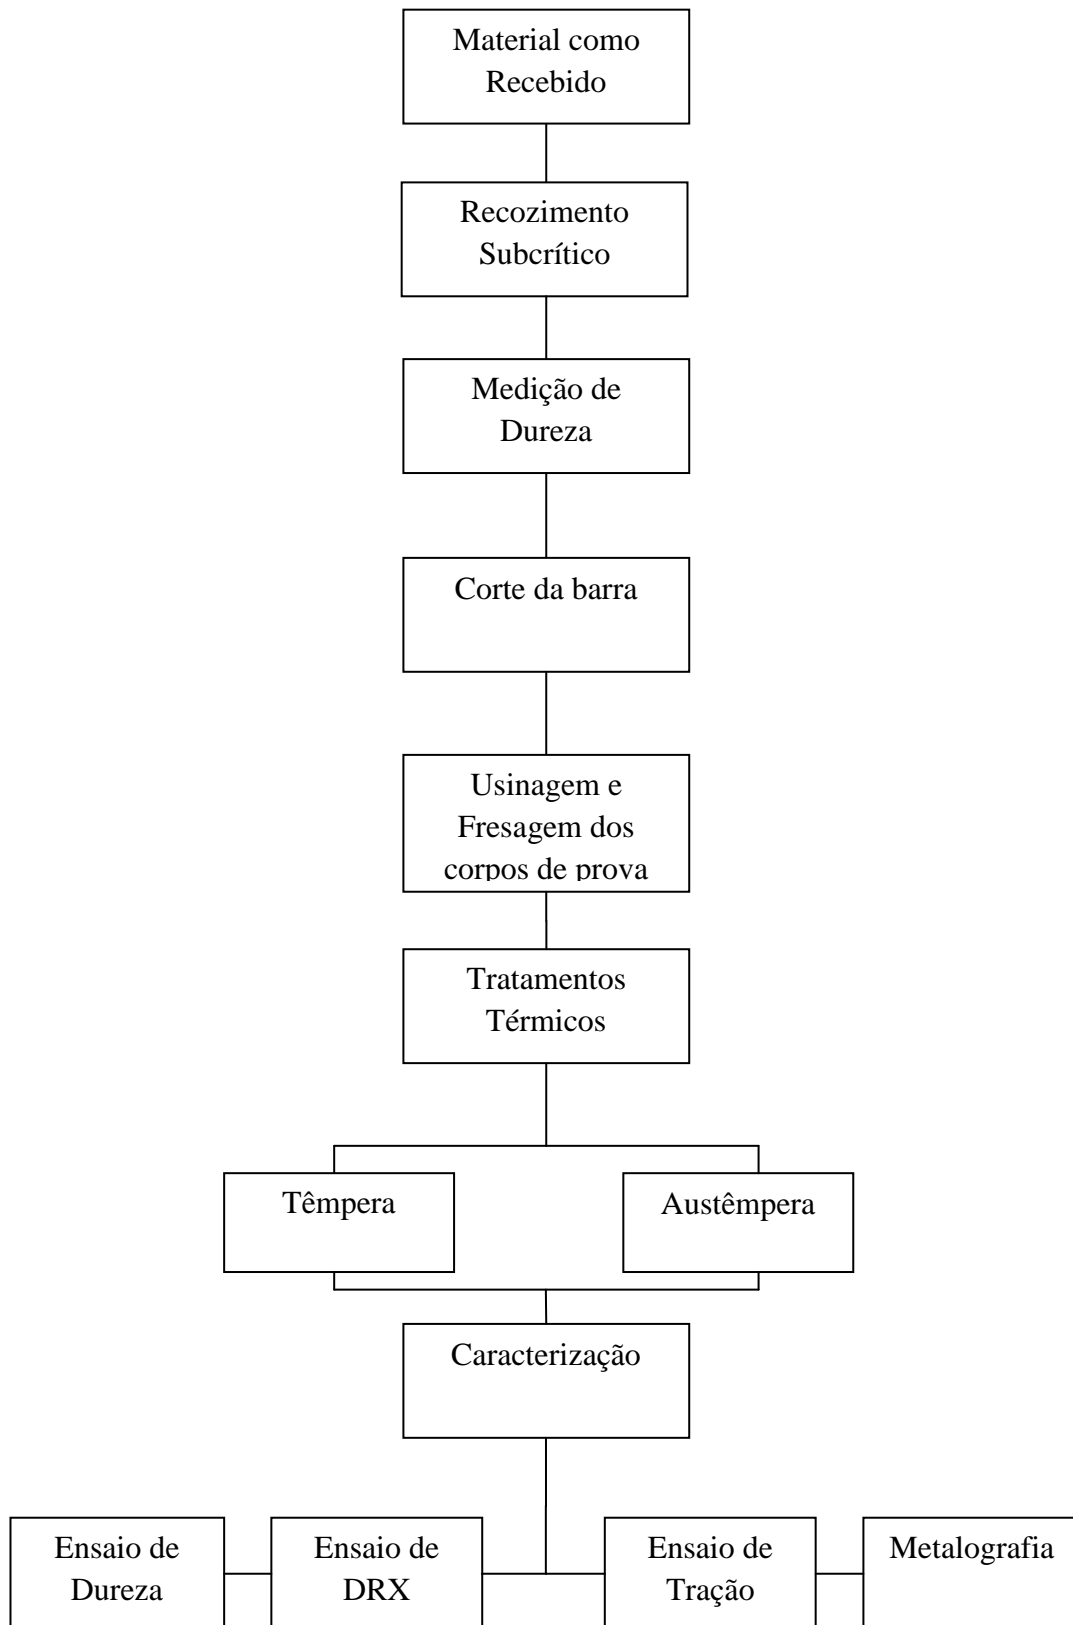 Material como
Recebido
Recozimento
Subcrítico
Medição de
Dureza
Corte da barra
Usinagem e
Fresagem dos
corpos de prova
Tratamentos
Térmicos
Têmpera
Austêmpera
Caracterização
Ensaio de
Dureza
Ensaio de
DRX
Ensaio de
Tração
Metalografia